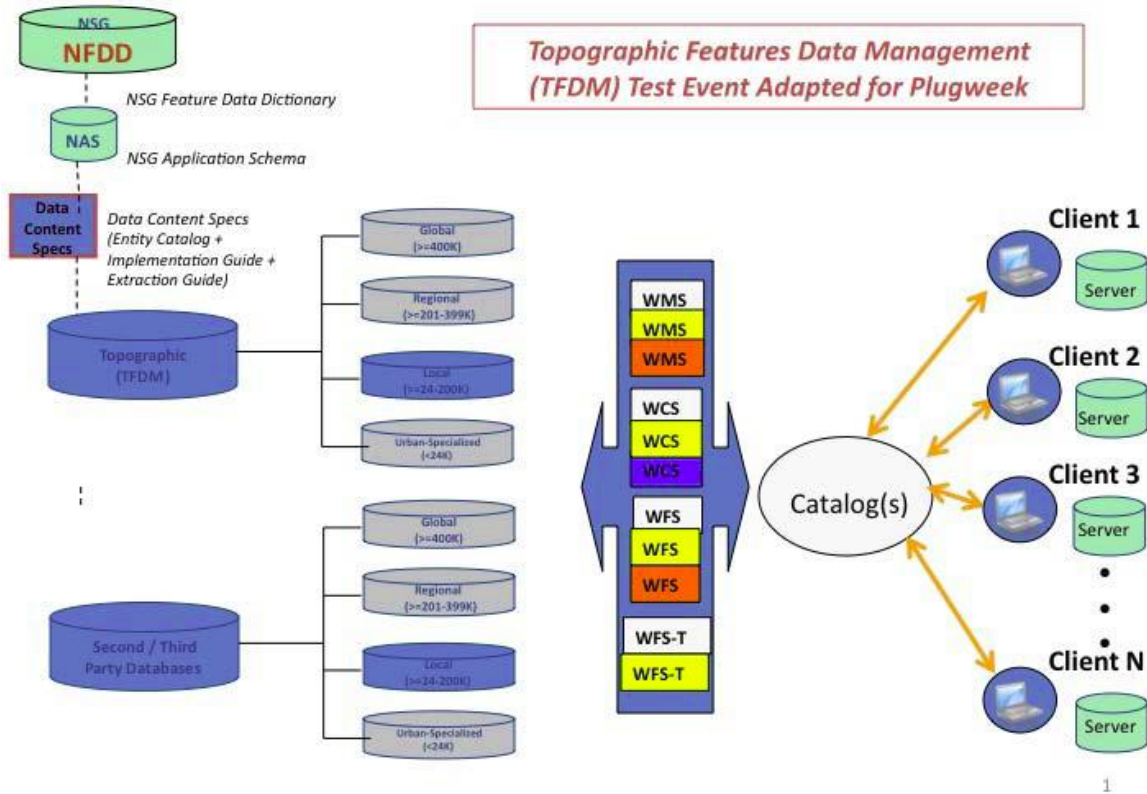 NSG
NFDD
Topographic Features Data Management
(TFDM) Test Event Adapted for Plugweek
NSG Feature Data Dictionary
NAS
NSG Application Schema
Data
Content
Specs
Data Content Specs
(Entity Catalog +
Implementation Guide +
Extraction Guide)
Topographic
(TFDM)
Global
(>=400K)
Regional
(>=201-399K)
Local
(>=24-200K)
Urban-Specialized
(<24K)
Second / Third
Party Databases
Global
(>=400K)
Regional
(>=201-399K)
Local
(>=24-200K)
Urban-Specialized
(<24K)
WMS
WMS
WMS
WCS
WCS
WCS
WFS
WFS
WFS
WFS-T
WFS-T
Catalog(s)
Client 1
Server
Client 2
Server
Client 3
Server
Client N
Server
1